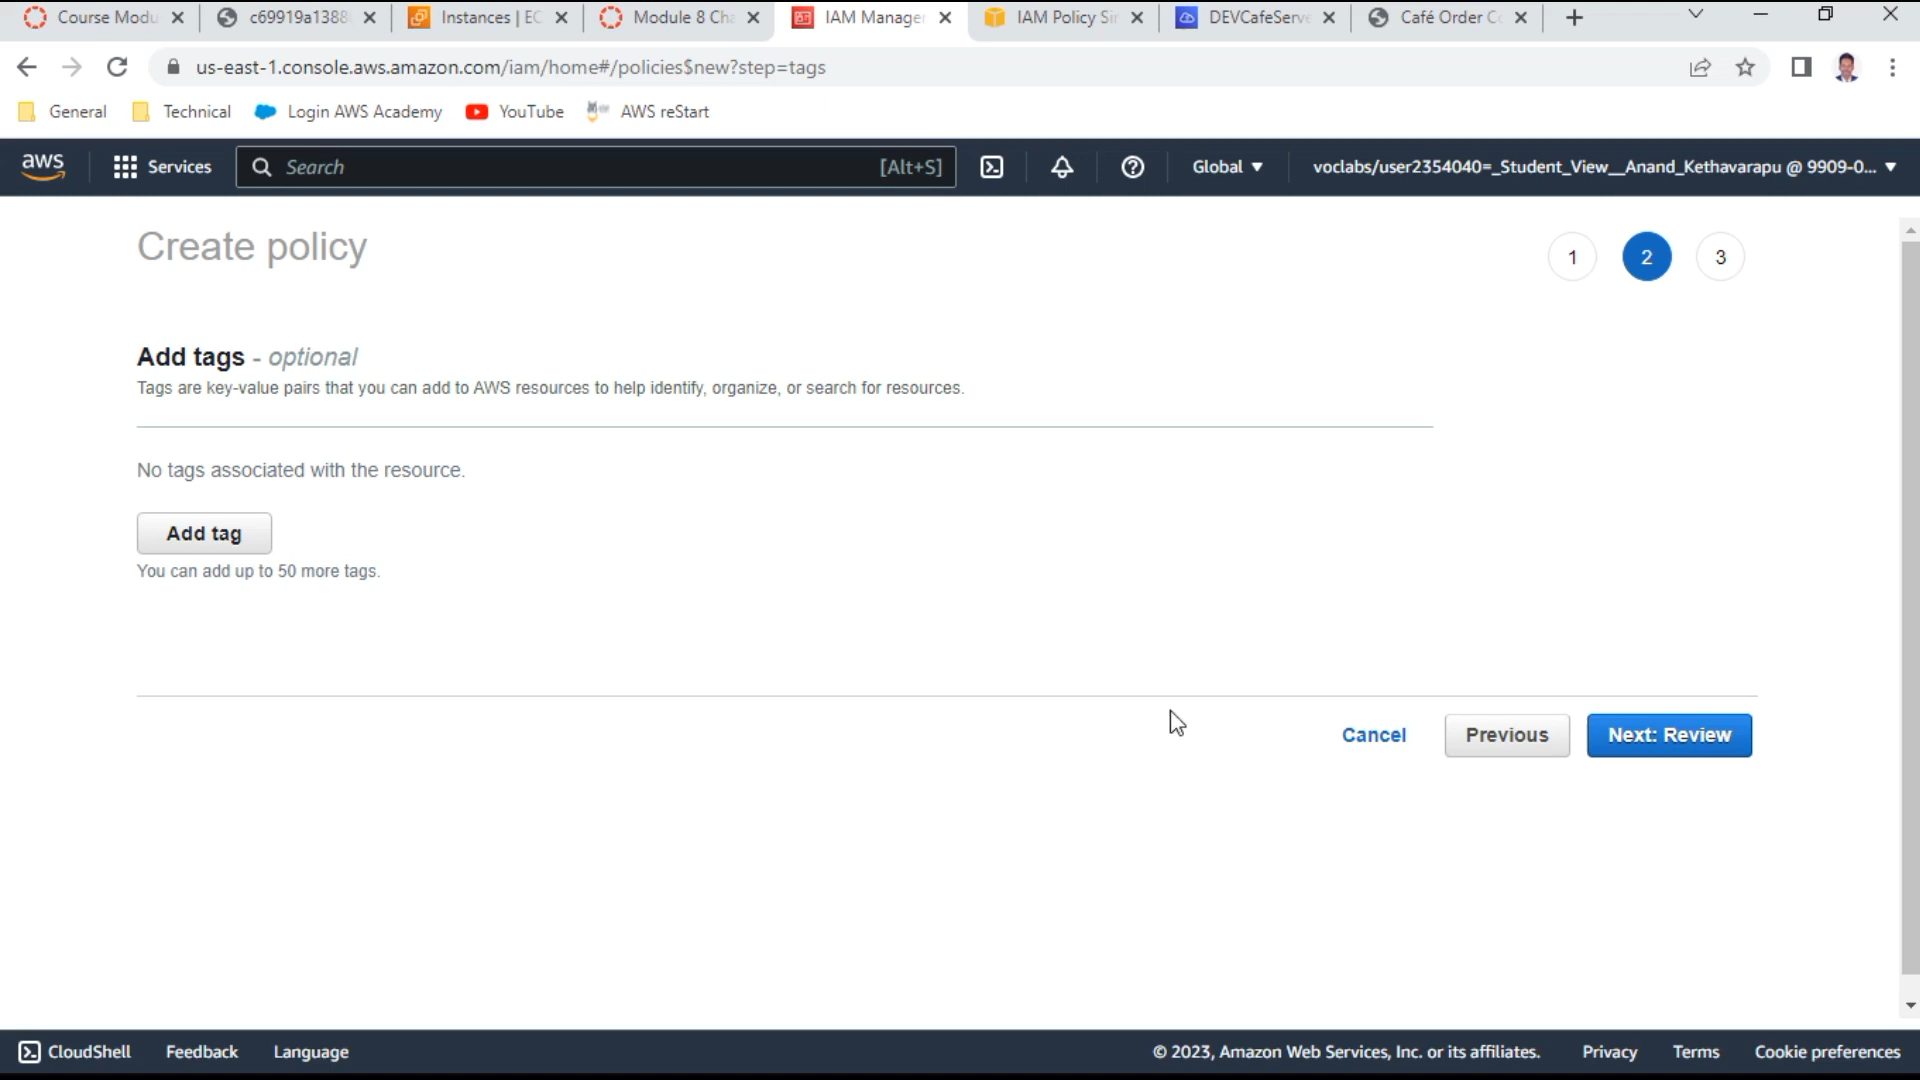 Course Modu
c69919a1388
Instances | EC
Module 8 Cha
IAM Manager
IAM Policy Sir
DEVCafeServe
Café Order Co
us-east-1.console.aws.amazon.com/iam/home#/policies$new?step=tags
General
Technical
Login AWS Academy
YouTube
AWS reStart
aws
Services
Search
[Alt+S]
Global
voclabs/user2354040=_Student_View__Anand_Kethavarapu @ 9909-0...
Create policy
1
2
3
Add tags - optional
Tags are key-value pairs that you can add to AWS resources to help identify, organize, or search for resources.
No tags associated with the resource.
Add tag
You can add up to 50 more tags.
Cancel
Previous
Next: Review
CloudShell
Feedback
Language
© 2023, Amazon Web Services, Inc. or its affiliates.
Privacy
Terms
Cookie preferences